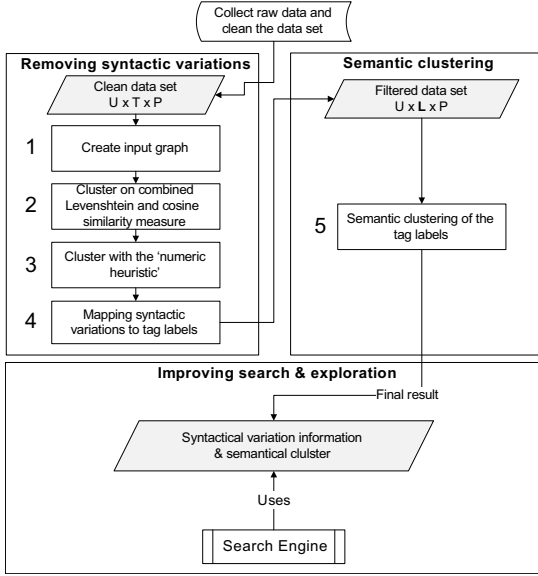 Collect raw data and
clean the data set
Removing syntactic variations
Clean data set
U x T x P
1
Create input graph
2
Cluster on combined
Levenshtein and cosine
similarity measure
3
Cluster with the ‘numeric
heuristic’
4
Mapping syntactic
variations to tag labels
Semantic clustering
Filtered data set
U x L x P
5
Semantic clustering of the
tag labels
Improving search & exploration
Final result
Syntactical variation information
& semantical clulster
Uses
Search Engine